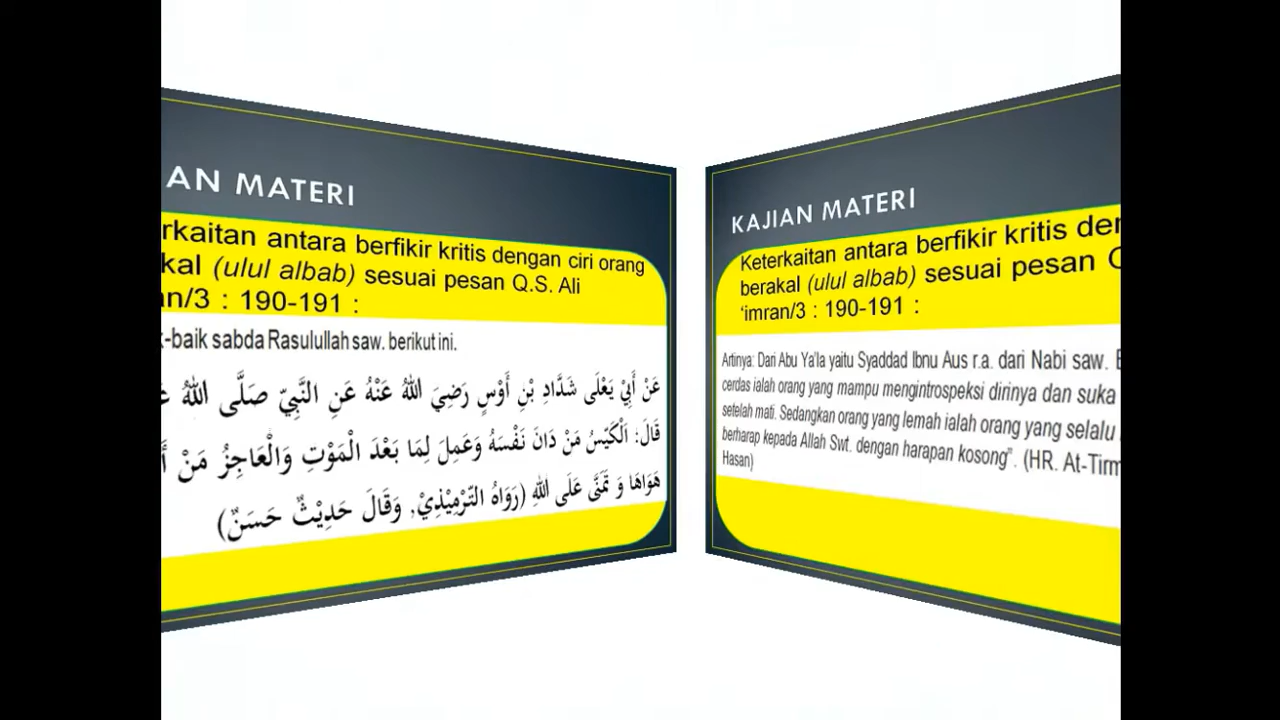 AN MATERI
rkaitan antara berfikir kritis dengan ciri orang
kal (ulul albab) sesuai pesan Q.S. Ali
an/3 : 190-191 :
-baik sabda Rasulullah saw. berikut ini.
عَنْ أَبِيْ يَعْلَى شَدَّادِ بْنِ أَوْسٍ رَضِيَ اللهُ عَنْهُ عَنِ النَّبِيِّ صَلَّى اللهُ
قَالَ: اَلْكَيِّسُ مَنْ دَانَ نَفْسَهُ وَعَمِلَ لِمَا بَعْدَ الْمَوْتِ وَالْعَاجِزُ مَنْ
هَوَاهَا وَ تَمَنَّى عَلَى اللهِ (رَوَاهُ التِّرْمِيْذِيْ, وَقَالَ حَدِيْثٌ حَسَنٌ)
KAJIAN MATERI
Keterkaitan antara berfikir kritis de
berakal (ulul albab) sesuai pesan
‘imran/3 : 190-191 :
Artinya: Dari Abu Ya’la yaitu Syaddad Ibnu Aus r.a. dari Nabi saw.
cerdas ialah orang yang mampu mengintrospeksi dirinya dan suka
setelah mati. Sedangkan orang yang lemah ialah orang yang selalu
berharap kepada Allah Swt. dengan harapan kosong”. (HR. At-Tirm
Hasan)